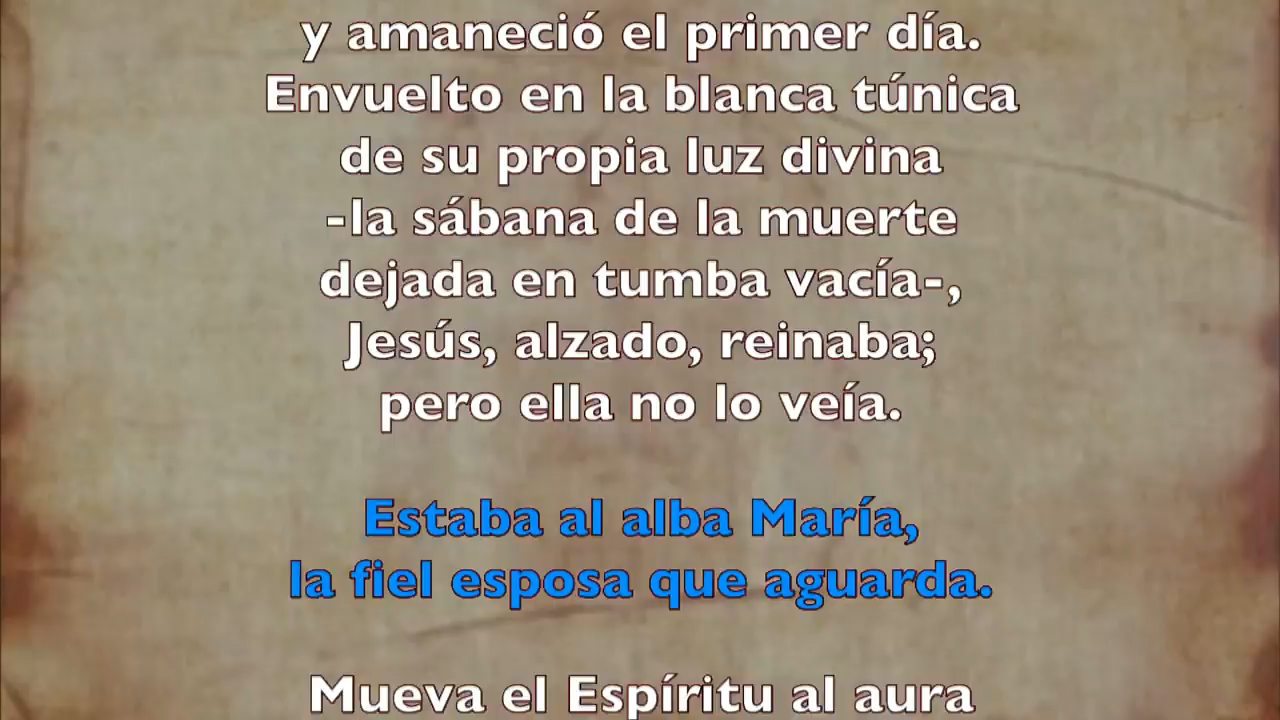 y amaneció el primer día.
Envuelto en la blanca túnica
de su propia luz divina
-la sábana de la muerte
dejada en tumba vacía-,
Jesús, alzado, reinaba;
pero ella no lo veía.
Estaba al alba María,
la fiel esposa que aguarda.
Mueva el Espíritu al aura